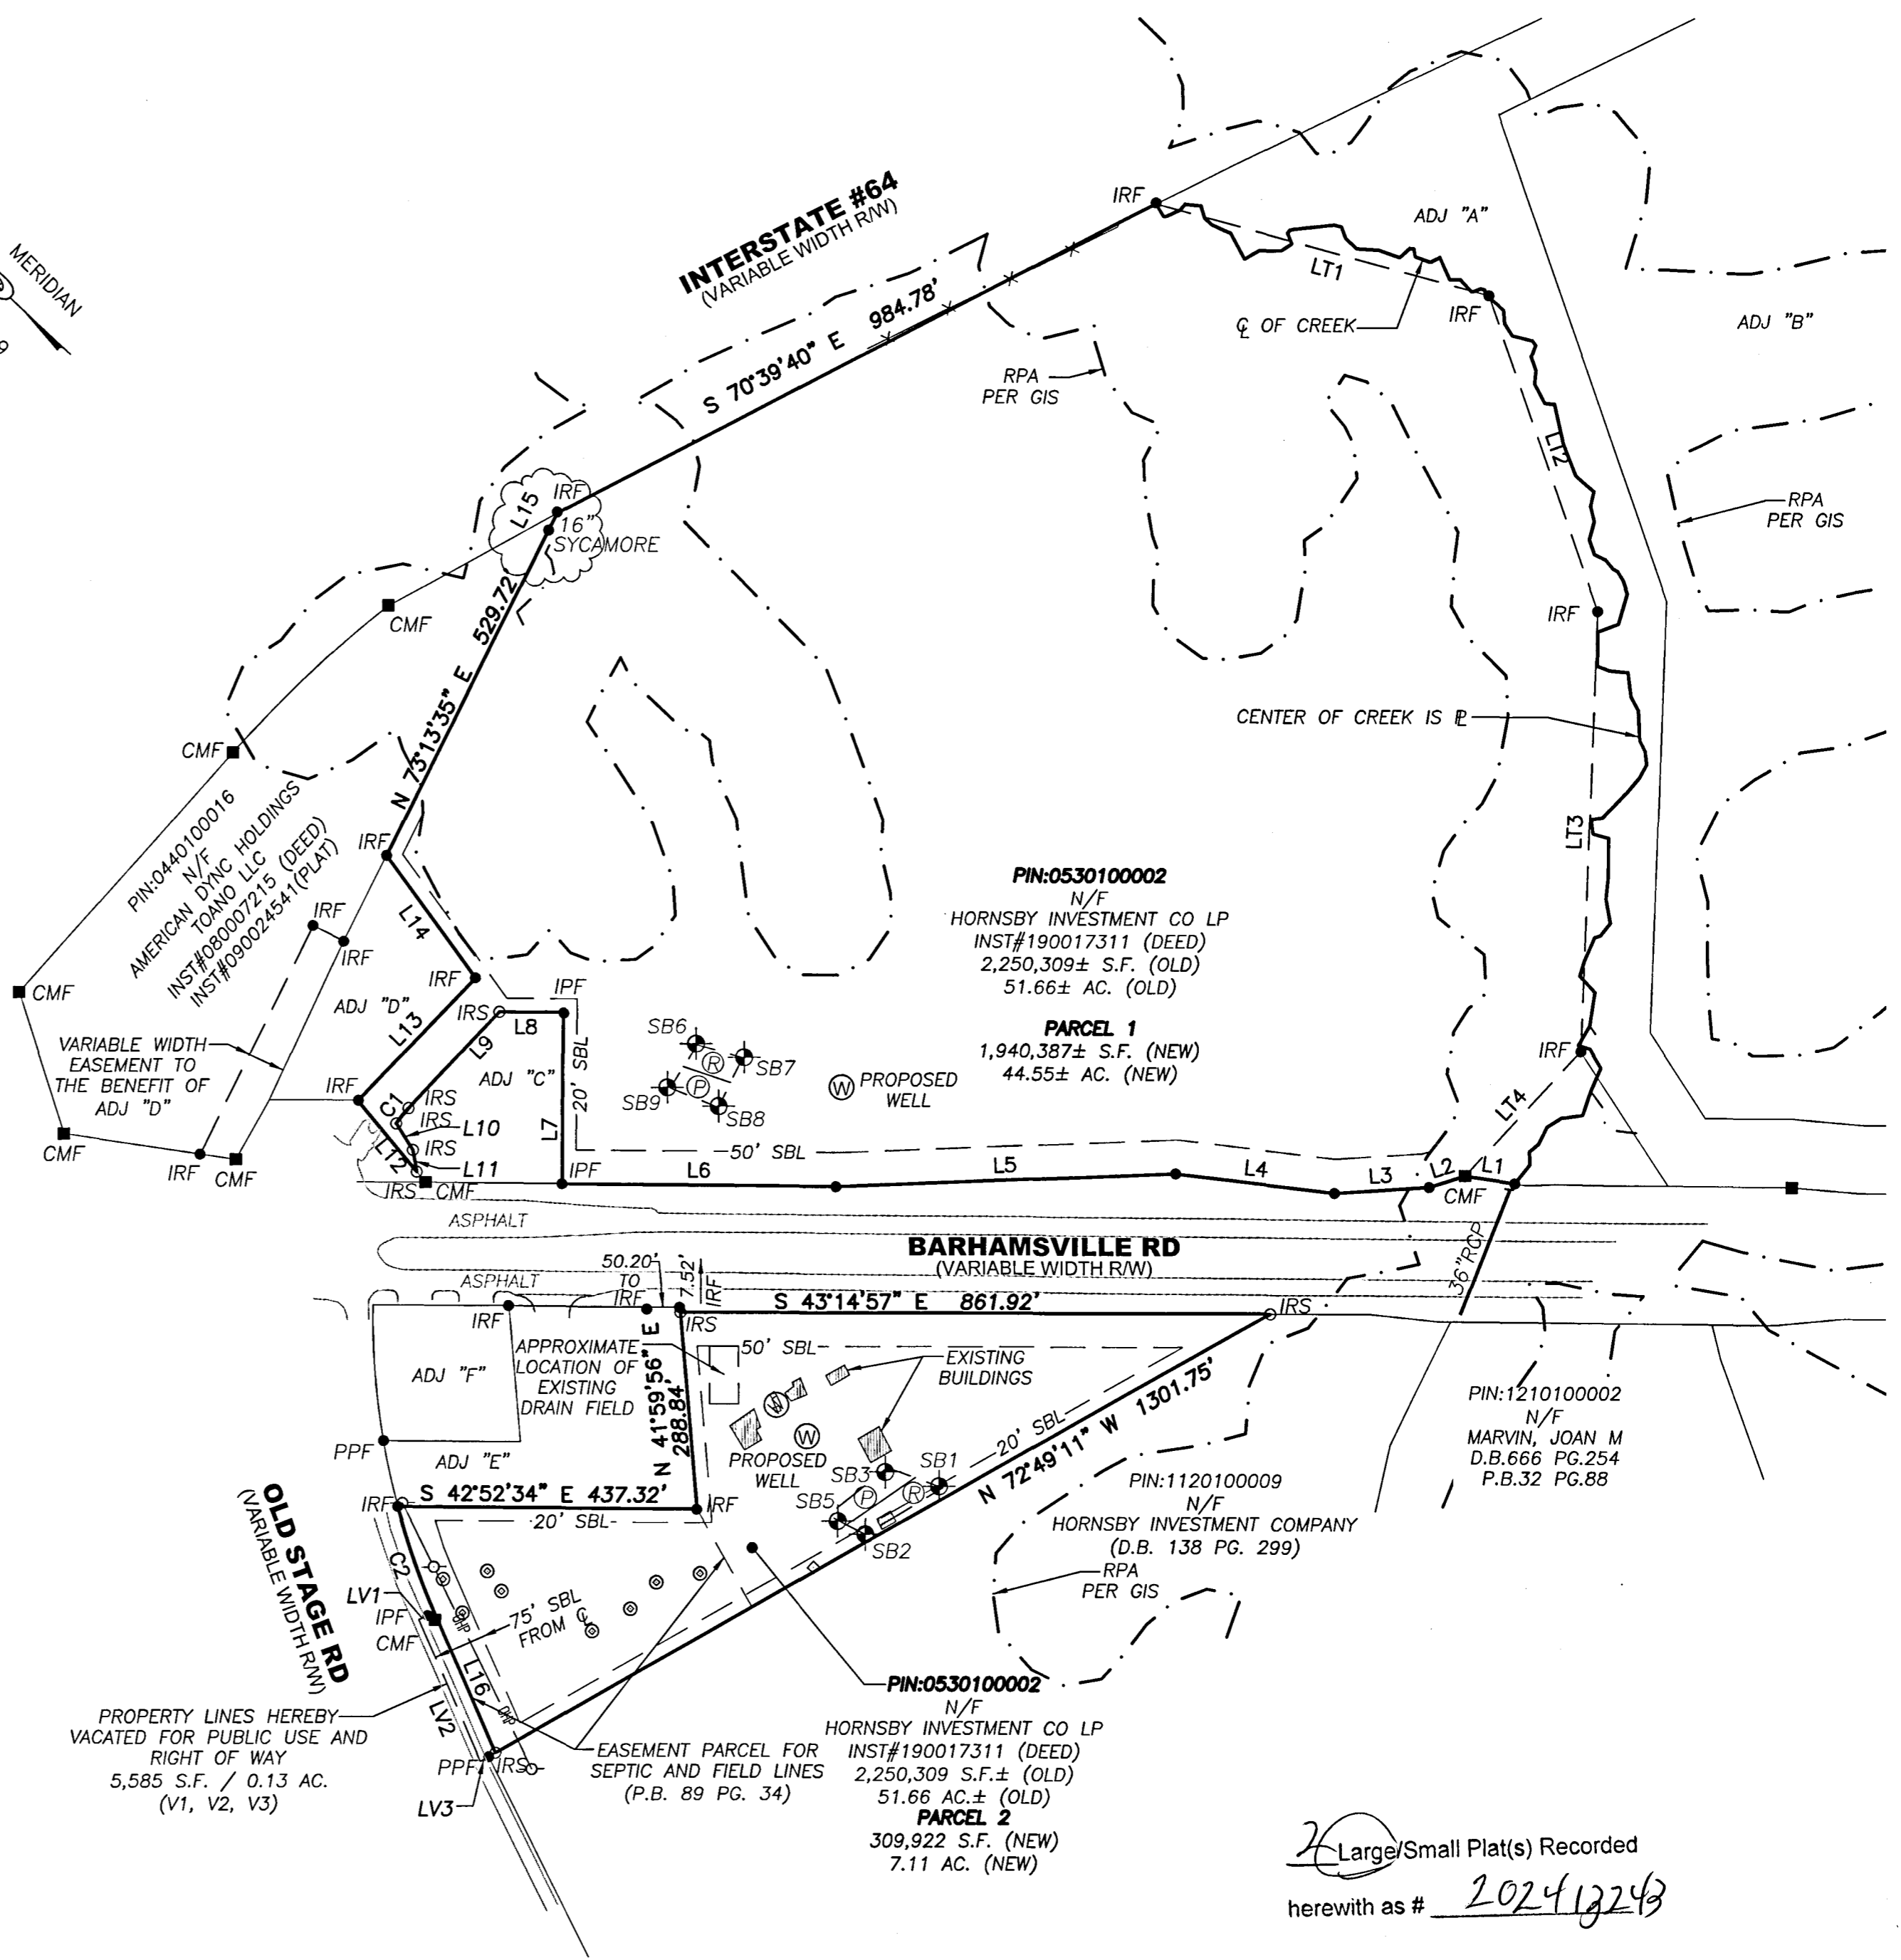 MERIDIAN
INTERSTATE #64
(VARIABLE WIDTH R/W)
S 70°39'40" E 984.78'
IRF
ADJ "A"
LT1
IRF
℄ OF CREEK
ADJ "B"
RPA
PER GIS
LT2
RPA
PER GIS
L15
IRF
16"
SYCAMORE
CMF
N 73°13'35" E 529.72'
IRF
CENTER OF CREEK IS ⅊
LT3
CMF
PIN:0440100016
N/F
AMERICAN DYNC HOLDINGS
TOANO LLC
INST#080007215 (DEED)
INST#090024541(PLAT)
IRF
IRF
IRF
L14
CMF
IRF
ADJ "D"
L13
IPF
IRS
L8
L9
ADJ "C"
20' SBL
L7
VARIABLE WIDTH
EASEMENT TO
THE BENEFIT OF
ADJ "D"
IRF
C1
IRS
IRS
L10
IRS
L11
L12
IRS
CMF
CMF
IRF
CMF
PIN:0530100002
N/F
HORNSBY INVESTMENT CO LP
INST#190017311 (DEED)
2,250,309± S.F. (OLD)
51.66± AC. (OLD)
PARCEL 1
1,940,387± S.F. (NEW)
44.55± AC. (NEW)
SB6
R
SB7
P
SB9
SB8
W PROPOSED
WELL
IRF
LT4
50' SBL
IPF
L6
L5
L4
L3
L2
L1
CMF
ASPHALT
BARHAMSVILLE RD
(VARIABLE WIDTH R/W)
36"RCP
ASPHALT
50.20'
TO
IRF
7.52'
IRF
S 43°14'57" E 861.92'
IRS
IRF
IRS
APPROXIMATE
LOCATION OF
EXISTING
DRAIN FIELD
N 41°59'56" E
288.84'
50' SBL
EXISTING
BUILDINGS
W
W
PROPOSED
WELL
ADJ "F"
PPF
ADJ "E"
SB3
SB1
SB5
P
R
SB2
20' SBL
N 72°49'11" W 1301.75'
PIN:1210100002
N/F
MARVIN, JOAN M
D.B.666 PG.254
P.B.32 PG.88
PIN:1120100009
N/F
HORNSBY INVESTMENT COMPANY
(D.B. 138 PG. 299)
RPA
PER GIS
IRF
S 42°52'34" E 437.32'
IRF
20' SBL
OLD STAGE RD
(VARIABLE WIDTH R/W)
C2
LV1
IPF
CMF
OHP
75' SBL
FROM ℄
L16
LV2
OHP
PPF
IRS
LV3
PROPERTY LINES HEREBY
VACATED FOR PUBLIC USE AND
RIGHT OF WAY
5,585 S.F. / 0.13 AC.
(V1, V2, V3)
EASEMENT PARCEL FOR
SEPTIC AND FIELD LINES
(P.B. 89 PG. 34)
PIN:0530100002
N/F
HORNSBY INVESTMENT CO LP
INST#190017311 (DEED)
2,250,309 S.F.± (OLD)
51.66 AC.± (OLD)
PARCEL 2
309,922 S.F. (NEW)
7.11 AC. (NEW)
2 Large/Small Plat(s) Recorded
herewith as # 202413243